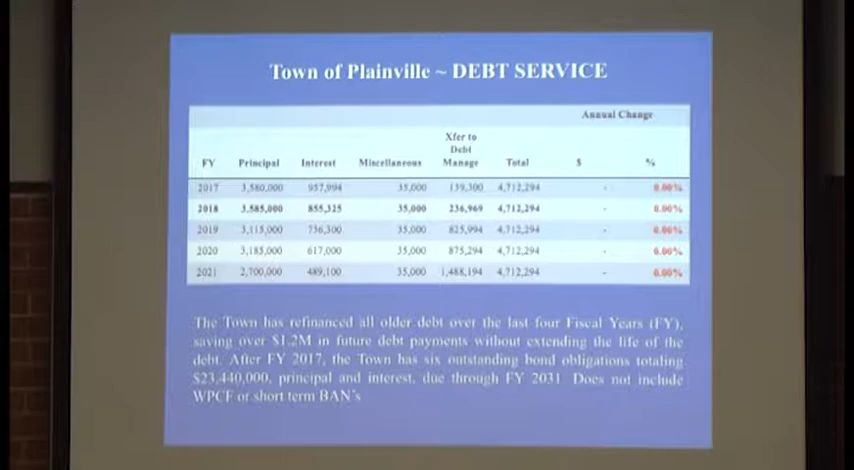 Town of Plainville ~ DEBT SERVICE
Annual Change
Xfer to
Debt
FY Principal Interest Miscellaneous Manage Total $ %
2017 3,580,000 957,994 35,000 139,300 4,712,294 - 0.00%
2018 3,585,000 855,325 35,000 236,969 4,712,294 - 0.00%
2019 3,115,000 736,300 35,000 825,994 4,712,294 - 0.00%
2020 3,185,000 617,000 35,000 875,294 4,712,294 - 0.00%
2021 2,700,000 489,100 35,000 1,488,194 4,712,294 - 0.00%
The Town has refinanced all older debt over the last four Fiscal Years (FY),
saving over $1.2M in future debt payments without extending the life of the
debt. After FY 2017, the Town has six outstanding bond obligations totaling
$23,440,000, principal and interest, due through FY 2031. Does not include
WPCF or short term BAN's